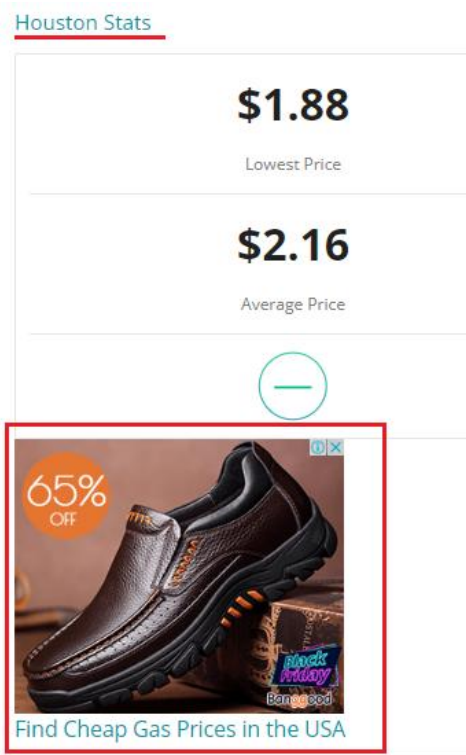 Houston Stats
$1.88
Lowest Price
$2.16
Average Price
65%
OFF
Black
Friday
Banggood
Find Cheap Gas Prices in the USA